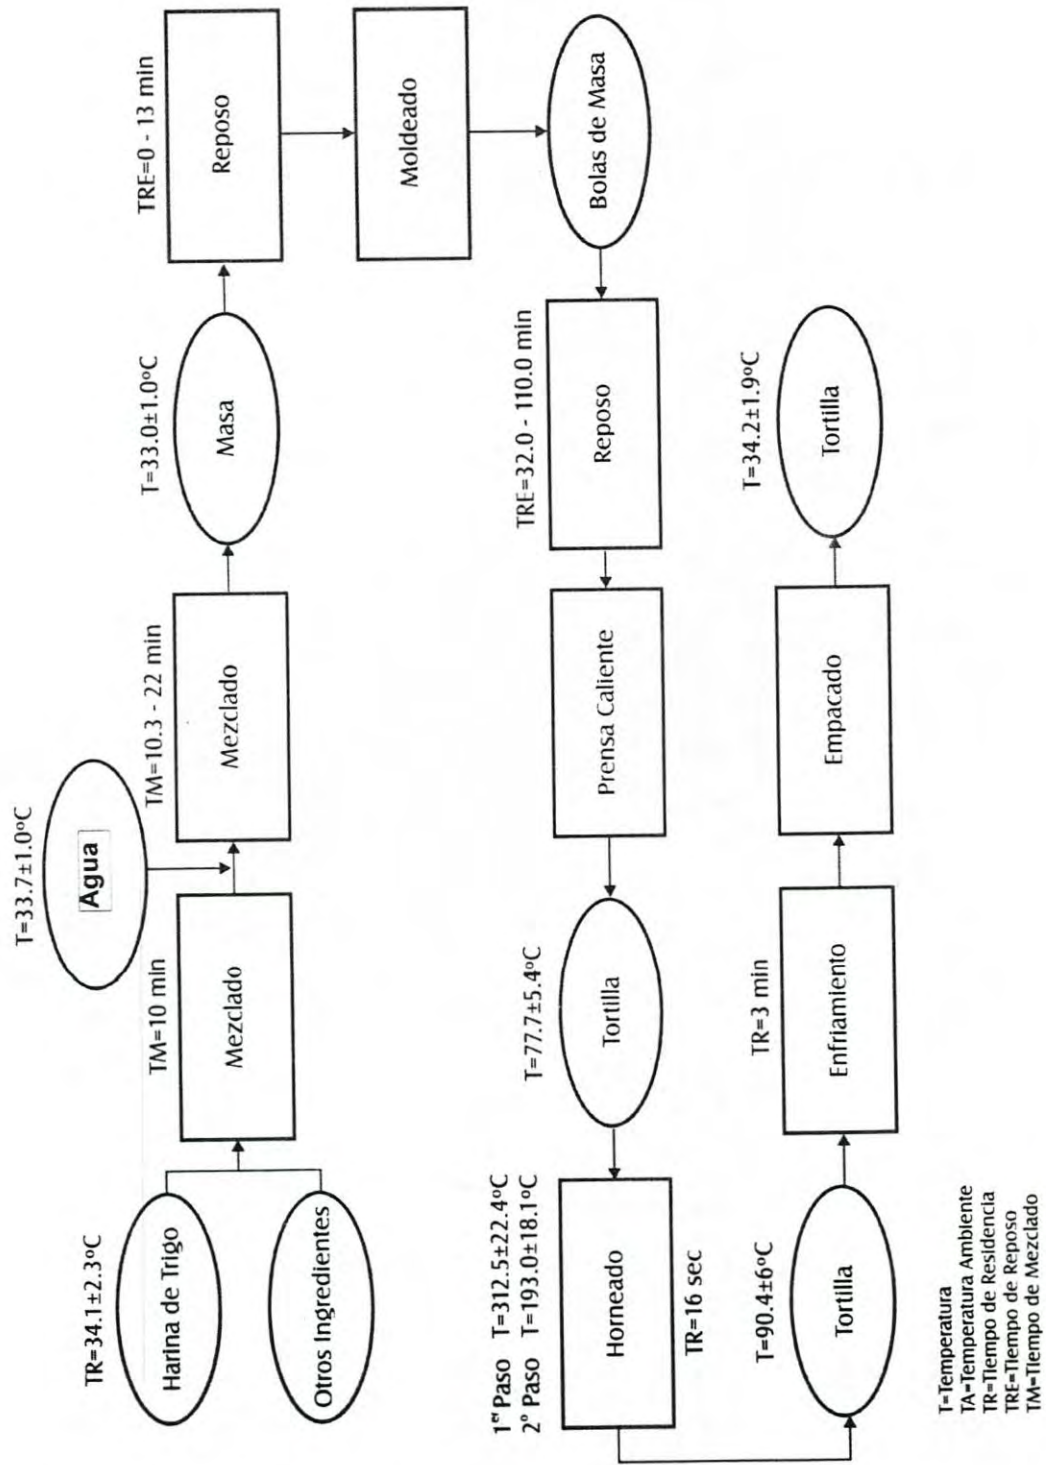 TR=34.1±2.3ºC
Harina de Trigo
Otros Ingredientes
TM=10 min
Mezclado
T=33.7±1.0ºC
Agua
TM=10.3 - 22 min
Mezclado
T=33.0±1.0ºC
Masa
TRE=0 - 13 min
Reposo
Moldeado
Bolas de Masa
TRE=32.0 - 110.0 min
Reposo
Prensa Caliente
T=77.7±5.4ºC
Tortilla
1er Paso T=312.5±22.4ºC
2º Paso T=193.0±18.1ºC
Horneado
TR=16 sec
T=90.4±6ºC
Tortilla
TR=3 min
Enfriamiento
Empacado
T=34.2±1.9ºC
Tortilla
T=Temperatura
TA=Temperatura Ambiente
TR=Tiempo de Residencia
TRE=Tiempo de Reposo
TM=Tiempo de Mezclado